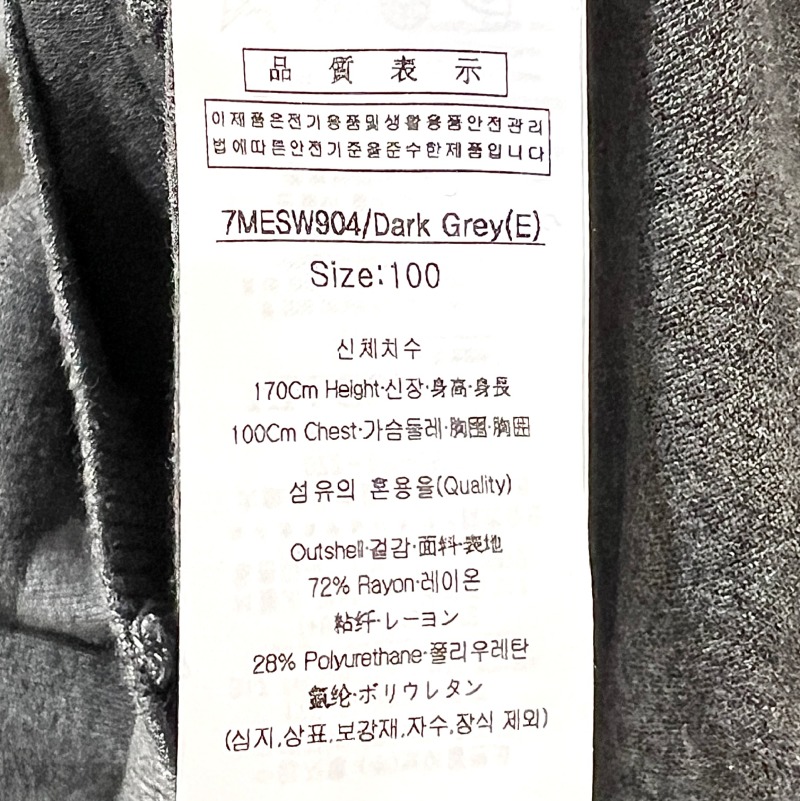 品 質 表 示
이제품은전기용품및생활용품안전관리
법에따른안전기준을준수한제품입니다
7MESW904/Dark Grey(E)
Size:100
신체치수
170Cm Height·신장·身高·身長
100Cm Chest·가슴둘레·胸围·胸囲
섬유의 혼용율(Quality)
Outshell·겉감·面料·表地
72% Rayon·레이온
粘纤·レーヨン
28% Polyurethane·폴리우레탄
氨纶·ポリウレタン
(심지,상표,보강재,자수,장식 제외)